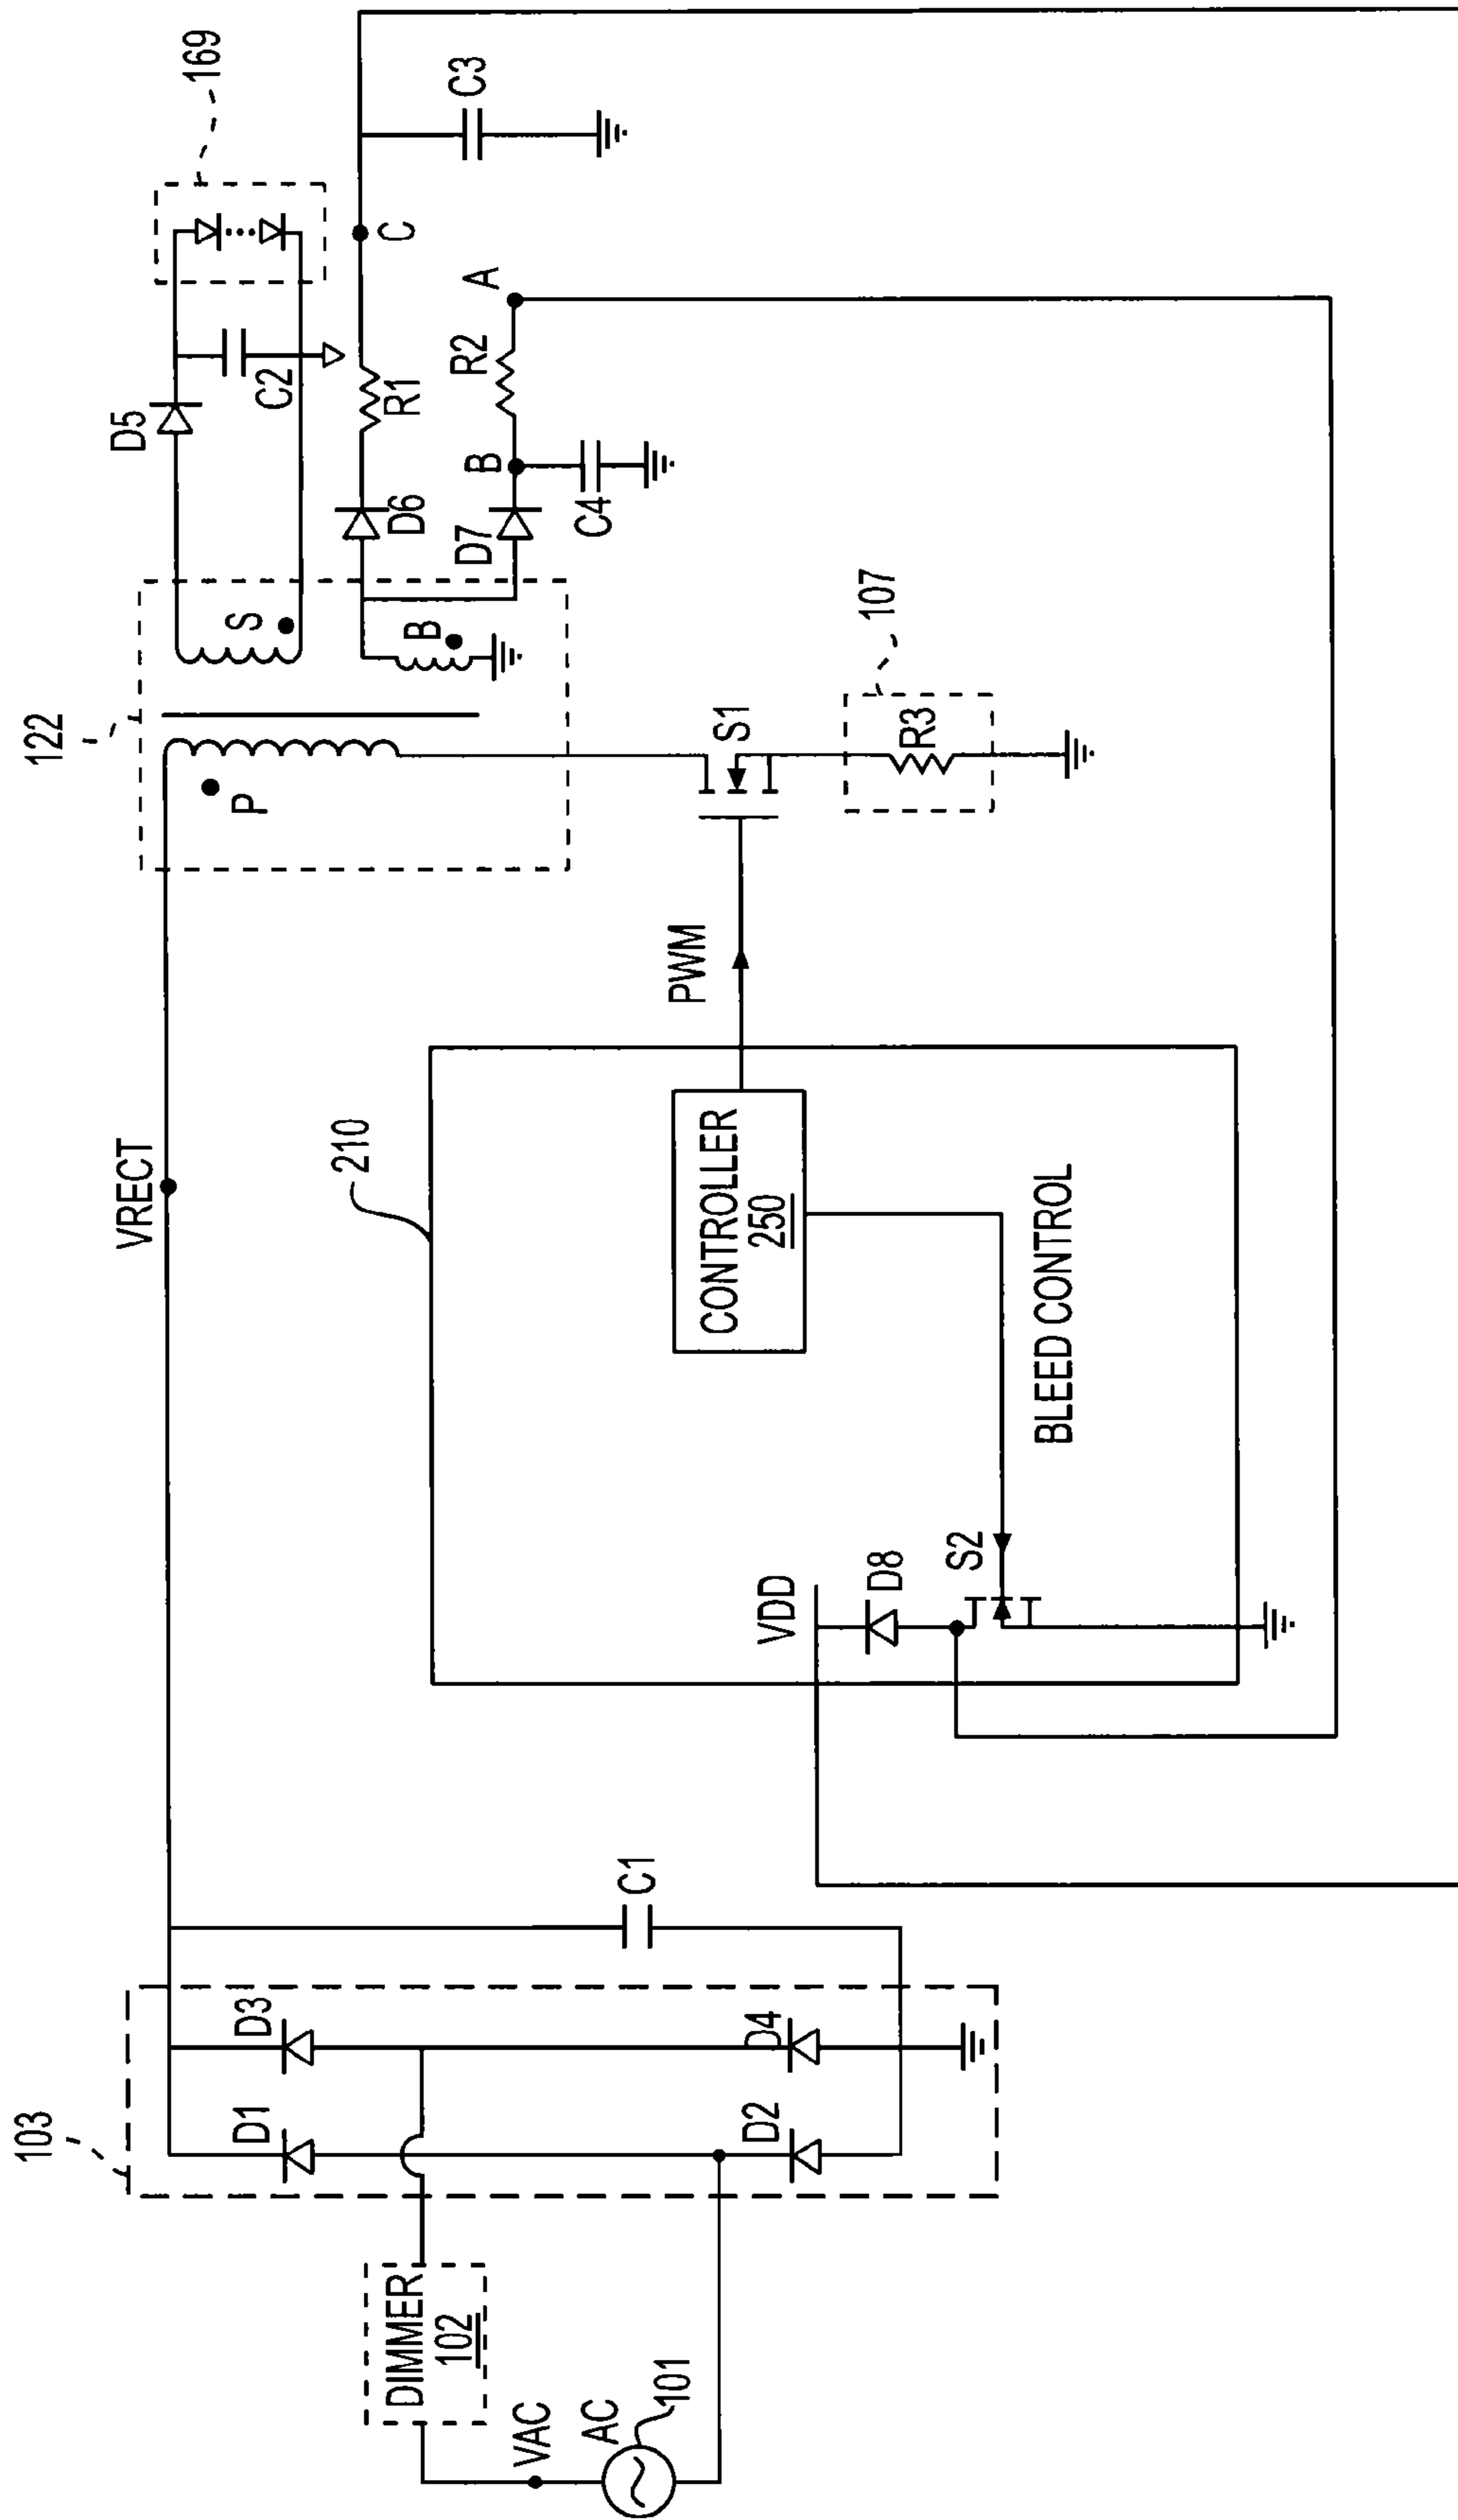 103
D1
D3
D2
D4
DIMMER
102
VAC
AC
101
C1
VRECT
210
VDD
D8
S2
CONTROLLER
250
BLEED CONTROL
PWM
122
P
S
B
S1
R3
107
D5
C2
169
D6
R1
C
C3
D7
B
C4
R2
A